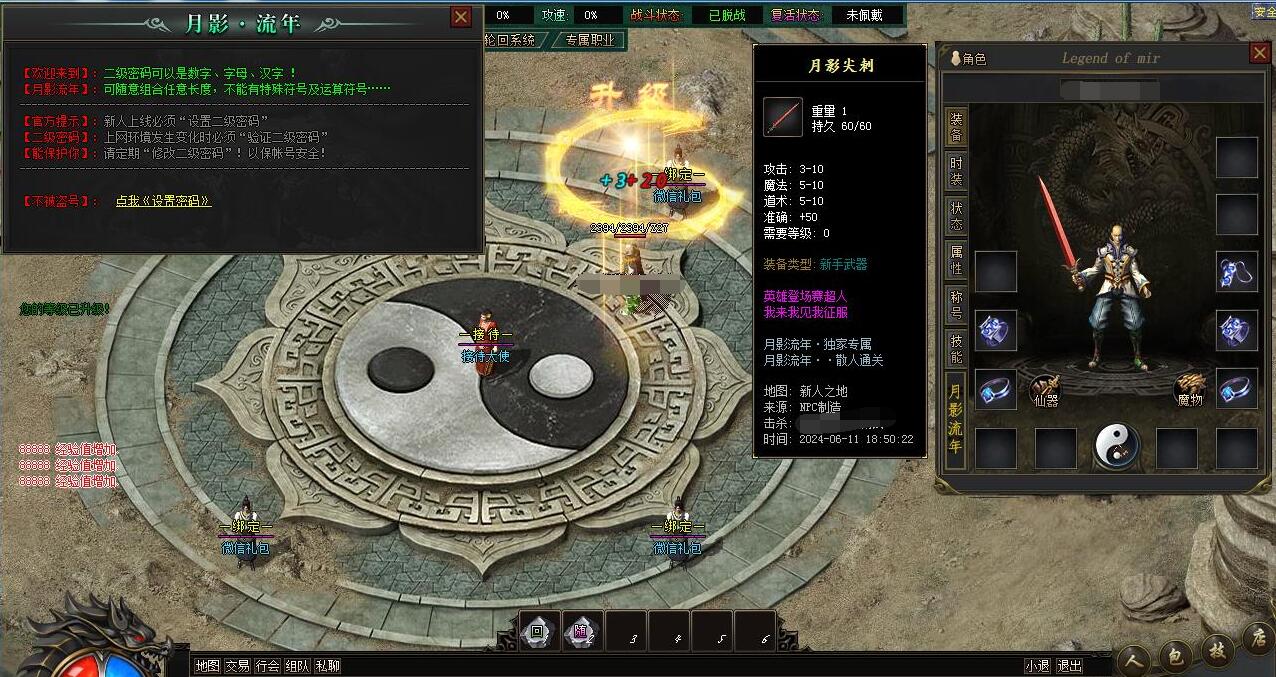 月影·流年
【欢迎来到】：二级密码可以是数字、字母、汉字 ！
【月影流年】：可随意组合任意长度，不能有特殊符号及运算符号……
【官方提示】：新人上线必须“设置二级密码”
【二级密码】：上网环境发生变化时必须“验证二级密码”
【能保护你】：请定期“修改二级密码”！以保帐号安全！
【不被盗号】： 点我《设置密码》
0% 攻速: 0% 战斗状态: 已脱战 复活状态: 未佩戴
安全
轮回系统 专属职业
升级
+3+20
绑定
微信礼包
2394/2394/Z27
您的等级已升级!
接待
接待大使
88888 经验值增加.
88888 经验值增加.
88888 经验值增加.
绑定
微信礼包
绑定
微信礼包
月影尖刺
重量 1
持久 60/60
攻击: 3-10
魔法: 5-10
道术: 5-10
准确: +50
需要等级: 0
装备类型: 新手武器
英雄登场赛超人
我来我见我征服
月影流年·独家专属
月影流年··散人通关
地图: 新人之地
来源: NPC制造
击杀:
时间: 2024-06-11 18:50:22
角色
Legend of mir
装备
时装
状态
属性
称号
技能
月影流年
仙器
魔物
回 随 3 4 5 6
地图 交易 行会 组队 私聊
小退 退出
人 包 技 店